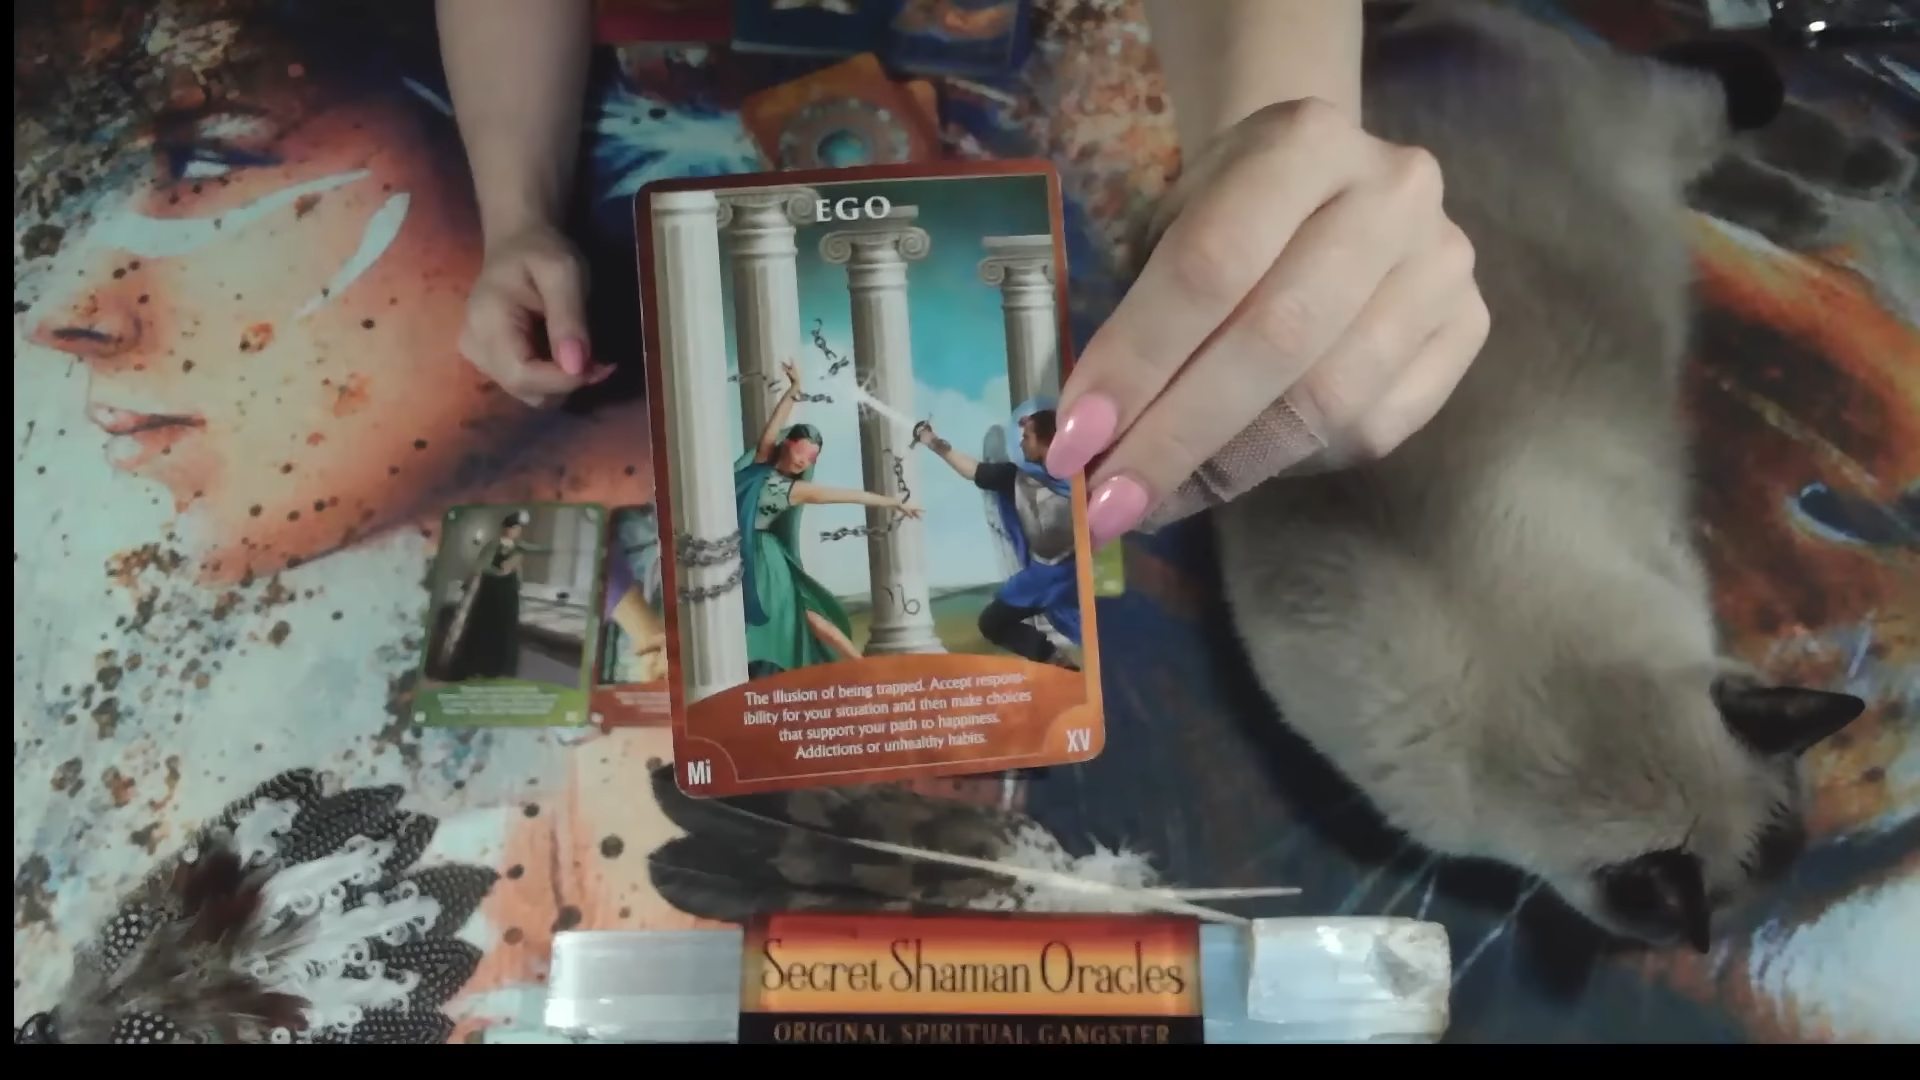 EGO
The illusion of being trapped. Accept respons-
ibility for your situation and then make choices
that support your path to happiness.
Addictions or unhealthy habits.
Mi
XV
Secret Shaman Oracles
ORIGINAL SPIRITUAL GANGSTER